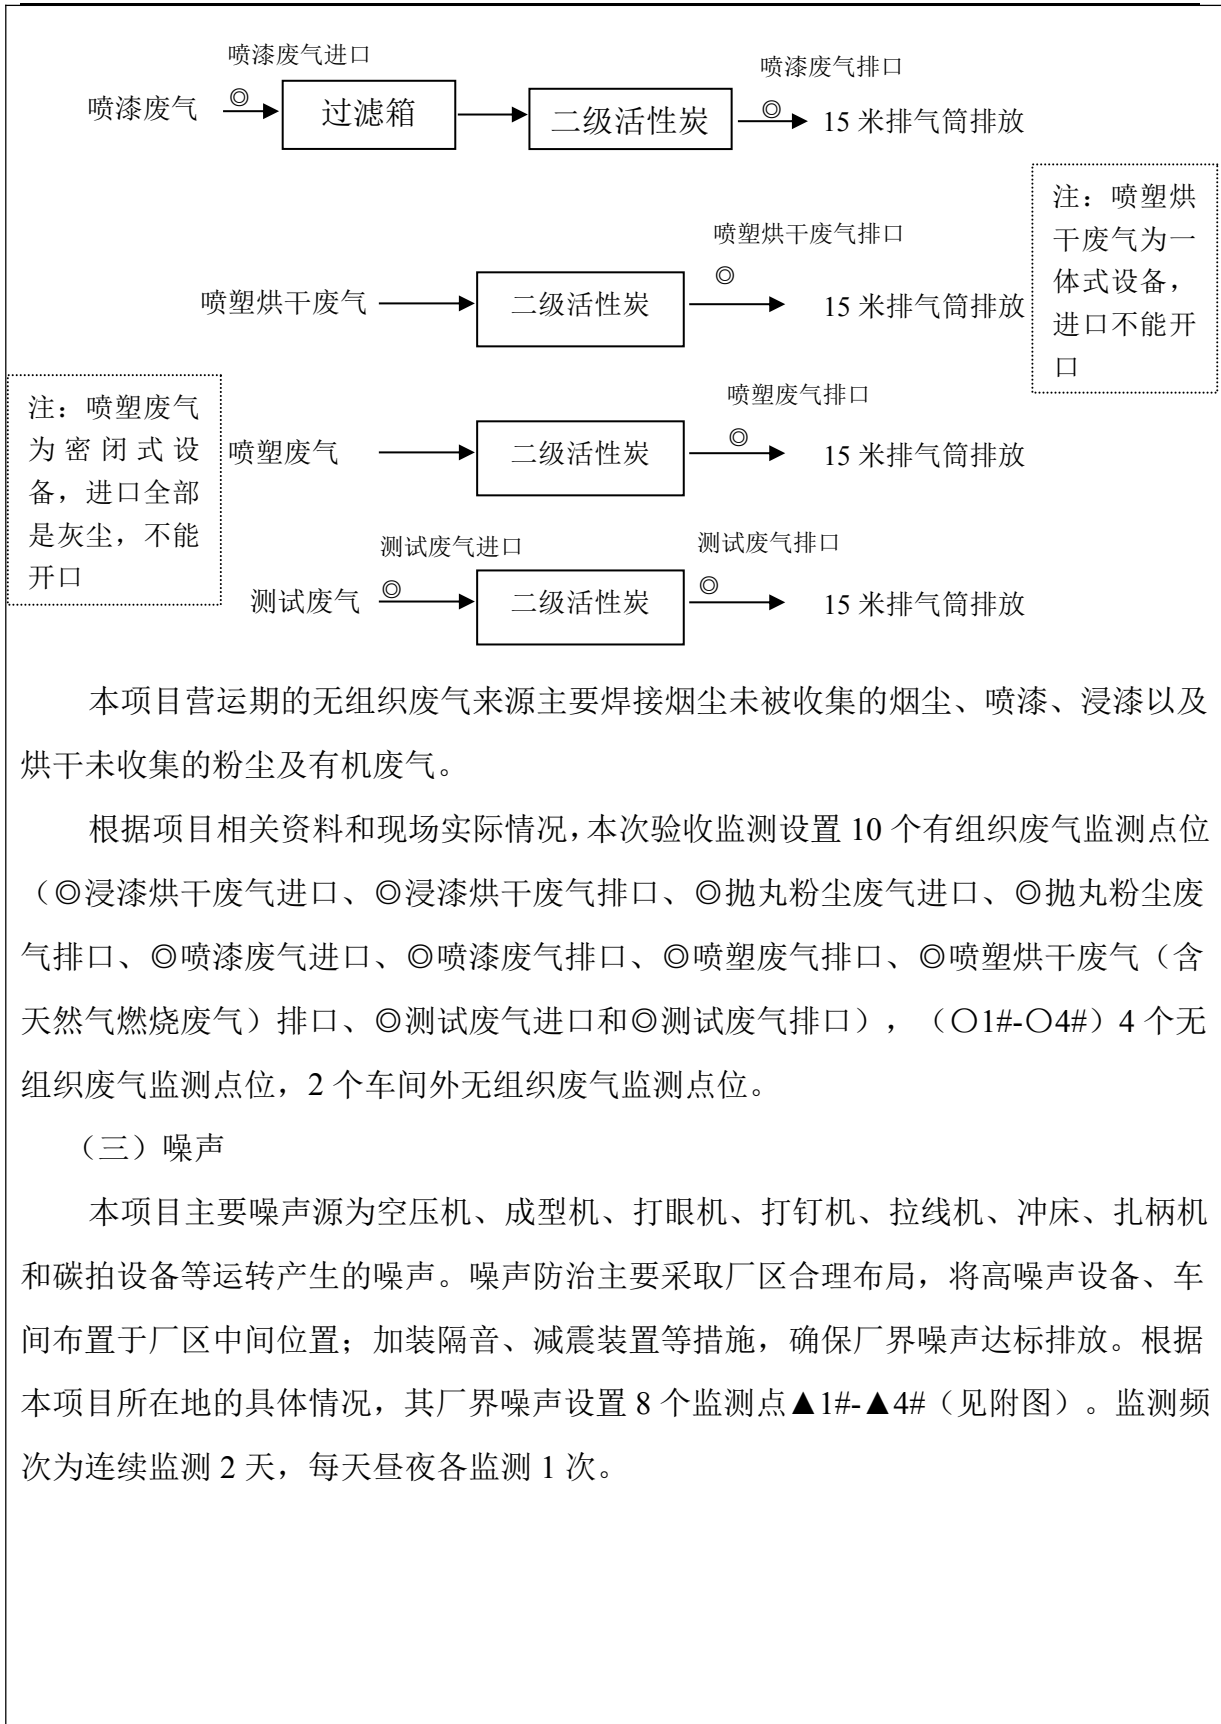 喷漆废气进口
喷漆废气排口
喷漆废气 ◎ 过滤箱 二级活性炭 ◎ 15 米排气筒排放
注：喷塑烘
干废气为一
体式设备，
进口不能开
口
喷塑烘干废气排口
◎
喷塑烘干废气 二级活性炭 15 米排气筒排放
注：喷塑废气
为密闭式设
备，进口全部
是灰尘，不能
开口
喷塑废气排口
喷塑废气 二级活性炭 ◎ 15 米排气筒排放
测试废气进口 测试废气排口
测试废气 ◎ 二级活性炭 ◎ 15 米排气筒排放
本项目营运期的无组织废气来源主要焊接烟尘未被收集的烟尘、喷漆、浸漆以及
烘干未收集的粉尘及有机废气。
根据项目相关资料和现场实际情况，本次验收监测设置 10 个有组织废气监测点位
（◎浸漆烘干废气进口、◎浸漆烘干废气排口、◎抛丸粉尘废气进口、◎抛丸粉尘废
气排口、◎喷漆废气进口、◎喷漆废气排口、◎喷塑废气排口、◎喷塑烘干废气（含
天然气燃烧废气）排口、◎测试废气进口和◎测试废气排口），（〇1#-〇4#）4 个无
组织废气监测点位，2 个车间外无组织废气监测点位。
（三）噪声
本项目主要噪声源为空压机、成型机、打眼机、打钉机、拉线机、冲床、扎柄机
和碳拍设备等运转产生的噪声。噪声防治主要采取厂区合理布局，将高噪声设备、车
间布置于厂区中间位置；加装隔音、减震装置等措施，确保厂界噪声达标排放。根据
本项目所在地的具体情况，其厂界噪声设置 8 个监测点▲1#-▲4#（见附图）。监测频
次为连续监测 2 天，每天昼夜各监测 1 次。